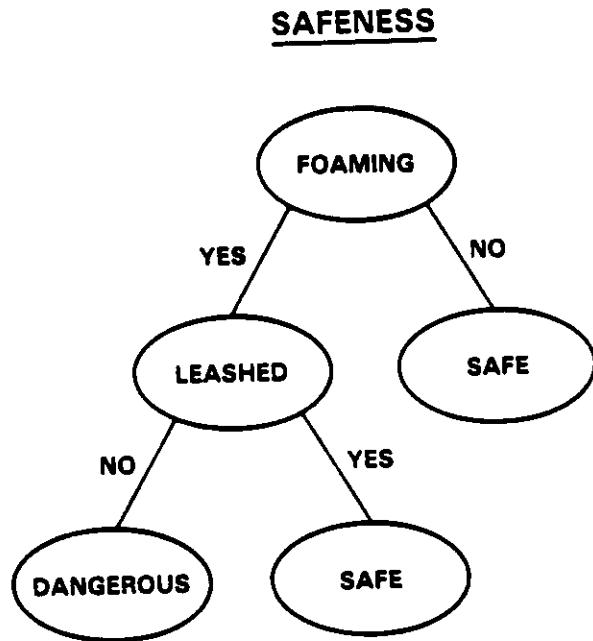 SAFENESS
FOAMING
YES
NO
LEASHED
SAFE
NO
YES
DANGEROUS
SAFE